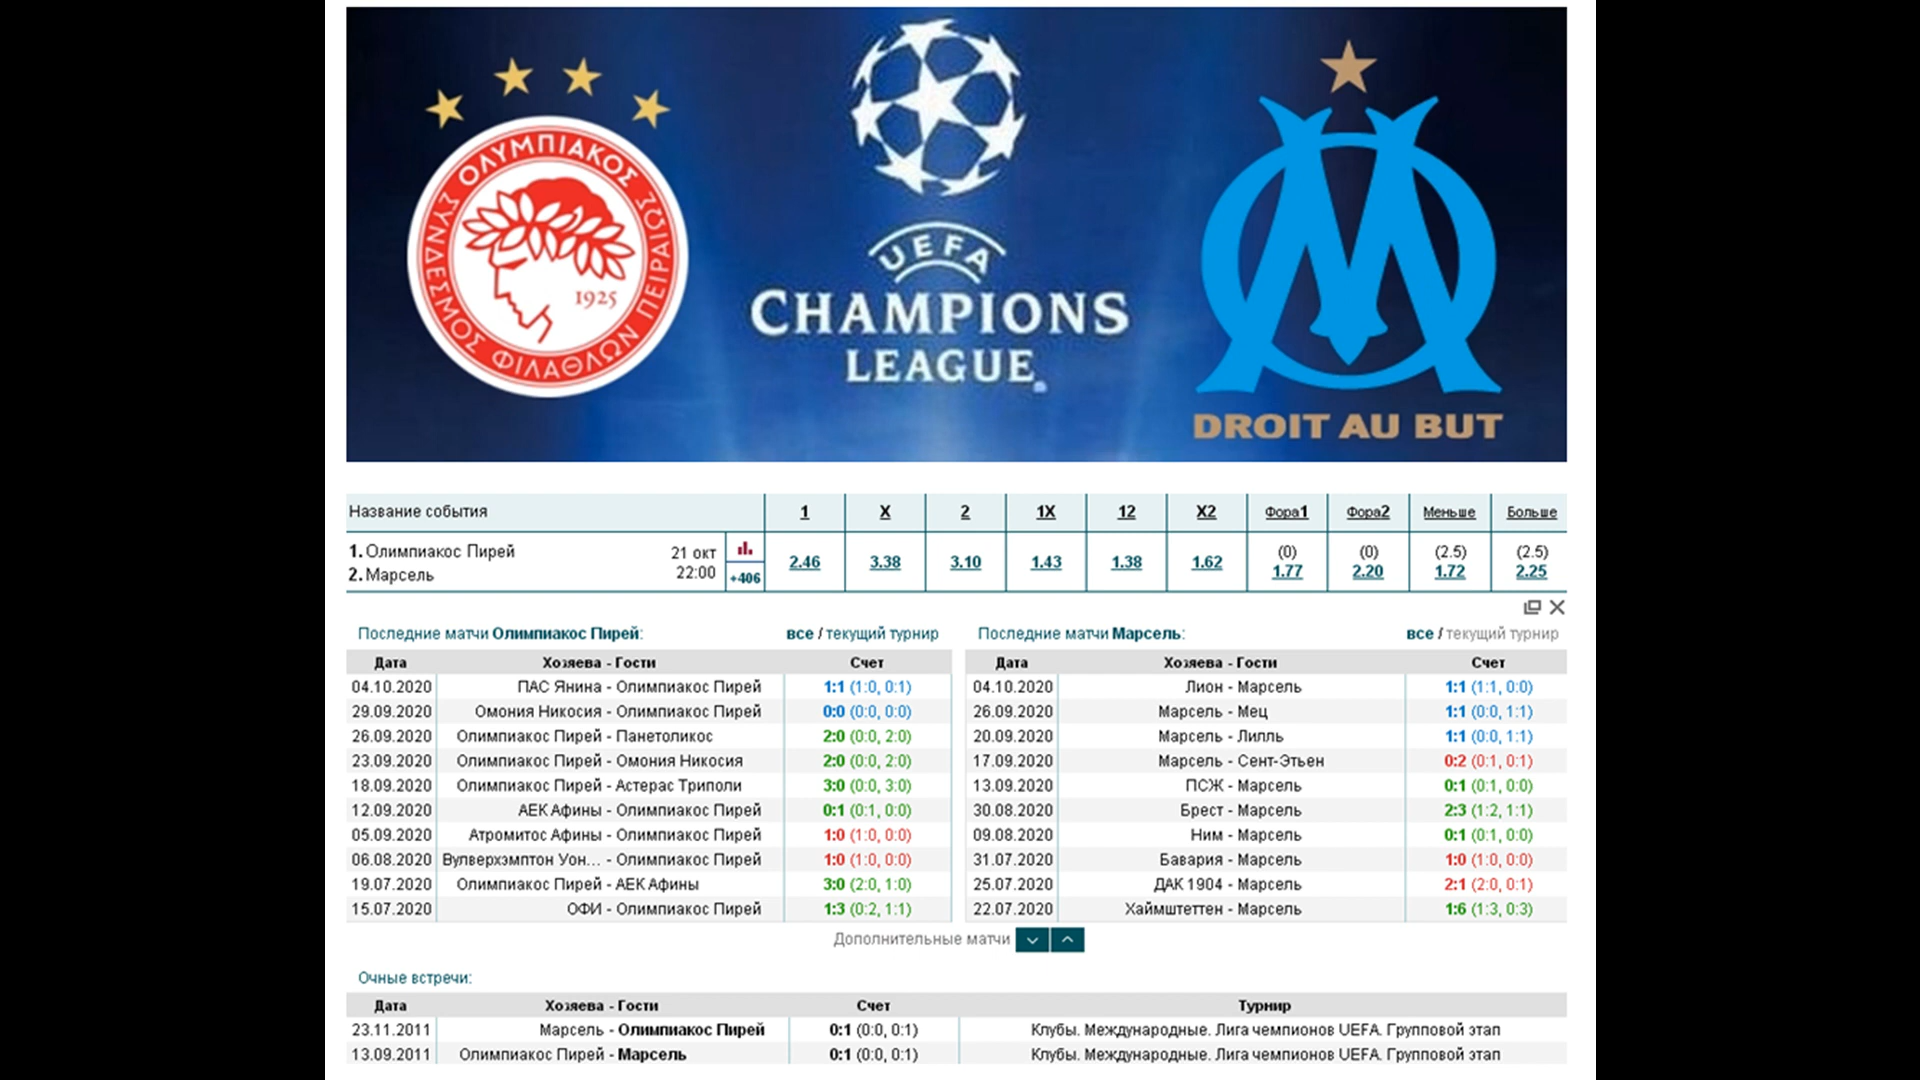 ΟΛΥΜΠΙΑΚΟΣ ΣΥΝΔΕΣΜΟΣ ΦΙΛΑΘΛΩΝ ΠΕΙΡΑΙΩΣ
1925
UEFA
CHAMPIONS
LEAGUE
DROIT AU BUT
Название события 1 X 2 1X 12 X2 Фора1 Фора2 Меньше Больше
1. Олимпиакос Пирей 21 окт (0) (0) (2.5) (2.5)
2. Марсель 22:00 +406 2.46 3.38 3.10 1.43 1.38 1.62 1.77 2.20 1.72 2.25
Последние матчи Олимпиакос Пирей: все / текущий турнир
Дата Хозяева - Гости Счет
04.10.2020 ПАС Янина - Олимпиакос Пирей 1:1 (1:0, 0:1)
29.09.2020 Омония Никосия - Олимпиакос Пирей 0:0 (0:0, 0:0)
26.09.2020 Олимпиакос Пирей - Панетоликос 2:0 (0:0, 2:0)
23.09.2020 Олимпиакос Пирей - Омония Никосия 2:0 (0:0, 2:0)
18.09.2020 Олимпиакос Пирей - Астерас Триполи 3:0 (0:0, 3:0)
12.09.2020 АЕК Афины - Олимпиакос Пирей 0:1 (0:1, 0:0)
05.09.2020 Атромитос Афины - Олимпиакос Пирей 1:0 (1:0, 0:0)
06.08.2020 Вулверхэмптон Уон... - Олимпиакос Пирей 1:0 (1:0, 0:0)
19.07.2020 Олимпиакос Пирей - АЕК Афины 3:0 (2:0, 1:0)
15.07.2020 ОФИ - Олимпиакос Пирей 1:3 (0:2, 1:1)
Последние матчи Марсель: все / текущий турнир
Дата Хозяева - Гости Счет
04.10.2020 Лион - Марсель 1:1 (1:1, 0:0)
26.09.2020 Марсель - Мец 1:1 (0:0, 1:1)
20.09.2020 Марсель - Лилль 1:1 (0:0, 1:1)
17.09.2020 Марсель - Сент-Этьен 0:2 (0:1, 0:1)
13.09.2020 ПСЖ - Марсель 0:1 (0:1, 0:0)
30.08.2020 Брест - Марсель 2:3 (1:2, 1:1)
09.08.2020 Ним - Марсель 0:1 (0:1, 0:0)
31.07.2020 Бавария - Марсель 1:0 (1:0, 0:0)
25.07.2020 ДАК 1904 - Марсель 2:1 (2:0, 0:1)
22.07.2020 Хаймштеттен - Марсель 1:6 (1:3, 0:3)
Дополнительные матчи
Очные встречи:
Дата Хозяева - Гости Счет Турнир
23.11.2011 Марсель - Олимпиакос Пирей 0:1 (0:0, 0:1) Клубы. Международные. Лига чемпионов UEFA. Групповой этап
13.09.2011 Олимпиакос Пирей - Марсель 0:1 (0:0, 0:1) Клубы. Международные. Лига чемпионов UEFA. Групповой этап